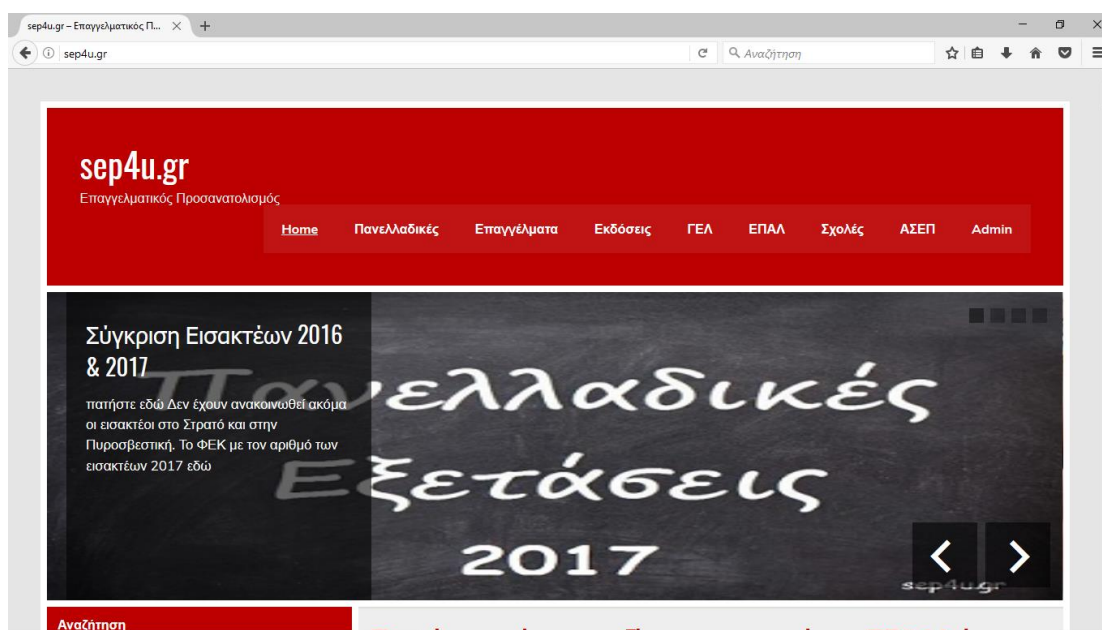 sep4u.gr – Επαγγελματικός Π...
sep4u.gr
Αναζήτηση
sep4u.gr
Επαγγελματικός Προσανατολισμός
Home Πανελλαδικές Επαγγέλματα Εκδόσεις ΓΕΛ ΕΠΑΛ Σχολές ΑΣΕΠ Admin
Σύγκριση Εισακτέων 2016
& 2017
πατήστε εδώ Δεν έχουν ανακοινωθεί ακόμα
οι εισακτέοι στο Στρατό και στην
Πυροσβεστική. Το ΦΕΚ με τον αριθμό των
εισακτέων 2017 εδώ
Πανελλαδικές
Εξετάσεις
2017
sep4u.gr
Αναζήτηση